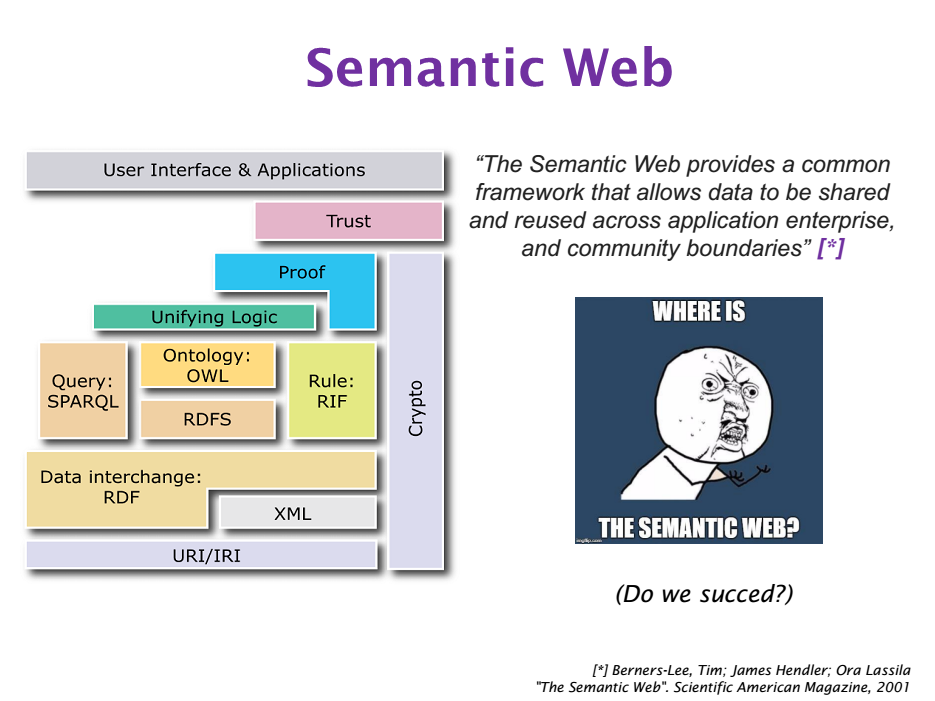 Semantic Web
User Interface & Applications
Trust
Proof
Unifying Logic
Query:
SPARQL
Ontology:
OWL
RDFS
Rule:
RIF
Crypto
Data interchange:
RDF
XML
URI/IRI
“The Semantic Web provides a common
framework that allows data to be shared
and reused across application enterprise,
and community boundaries” [*]
WHERE IS
THE SEMANTIC WEB?
imgflip.com
(Do we succed?)
[*] Berners-Lee, Tim; James Hendler; Ora Lassila
"The Semantic Web". Scientific American Magazine, 2001